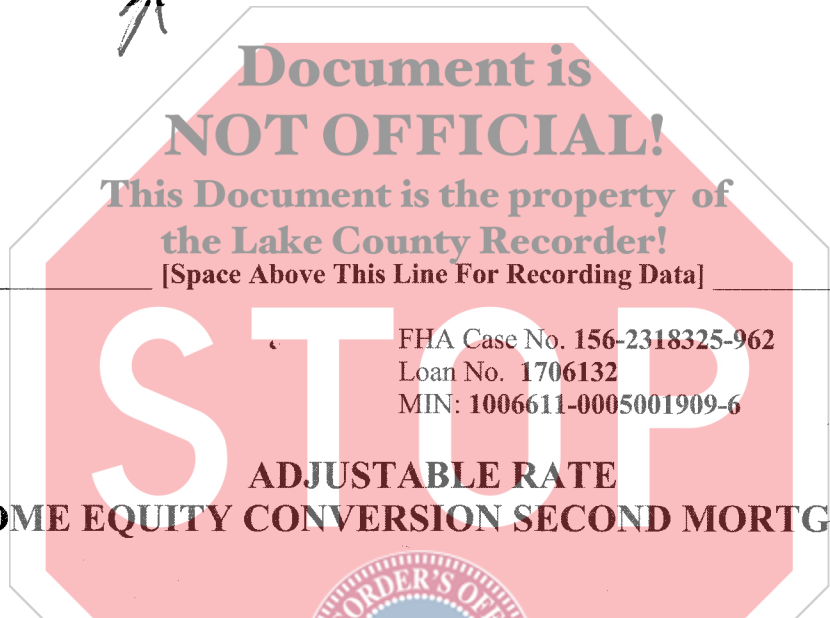 Document is
NOT OFFICIAL!
This Document is the property of
the Lake County Recorder!
[Space Above This Line For Recording Data]
STOP
FHA Case No. 156-2318325-962
Loan No. 1706132
MIN: 1006611-0005001909-6
ADJUSTABLE RATE
OME EQUITY CONVERSION SECOND MORTG
ORDER'S OF